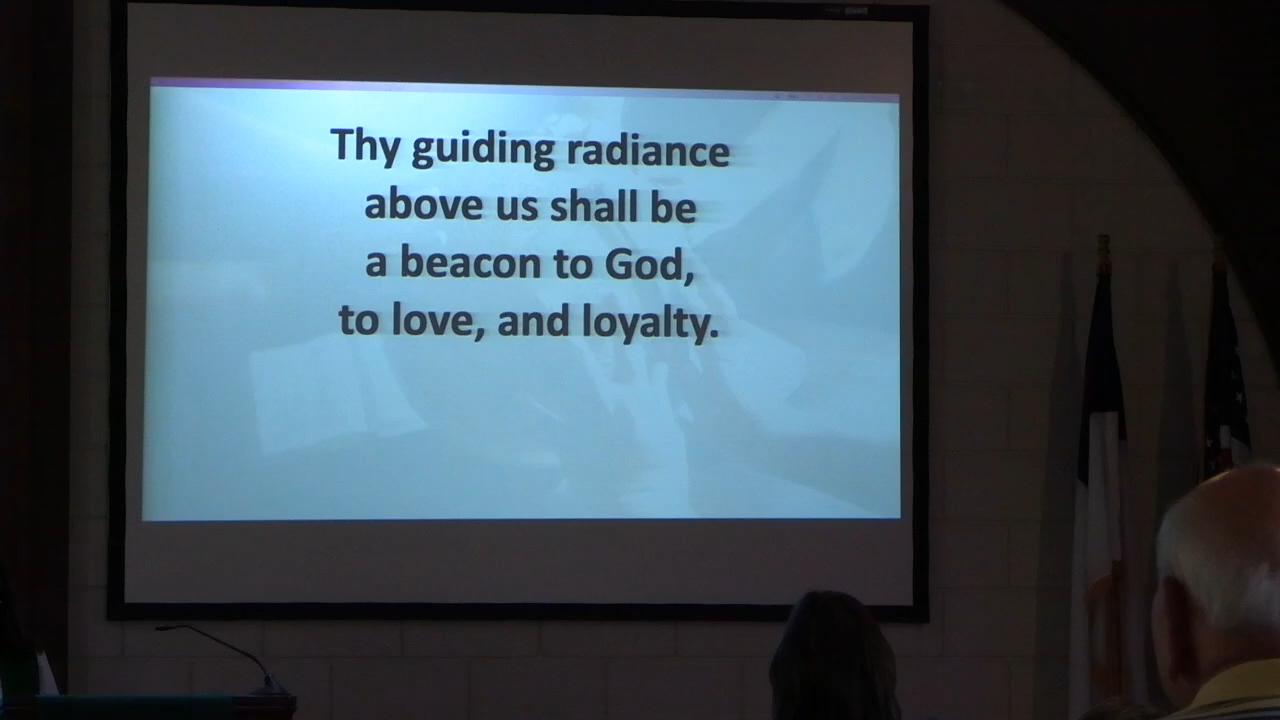 Thy guiding radiance
above us shall be
a beacon to God,
to love, and loyalty.